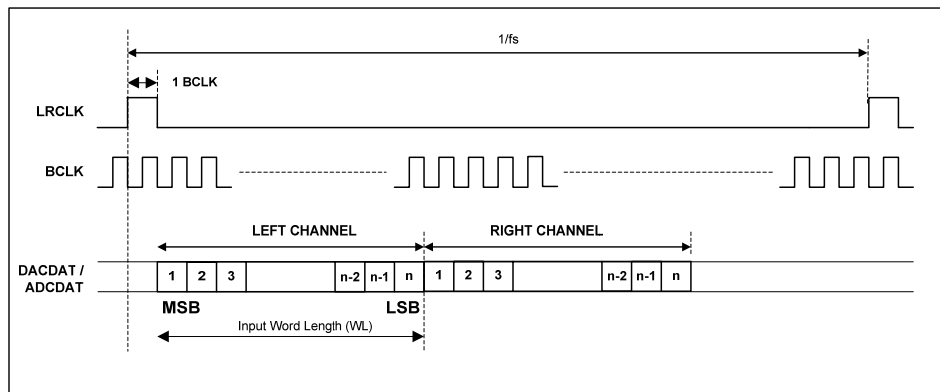 1/fs
1 BCLK
LRCLK
BCLK
LEFT CHANNEL
RIGHT CHANNEL
DACDAT /
ADCDAT
1 2 3 n-2 n-1 n 1 2 3 n-2 n-1 n
MSB LSB
Input Word Length (WL)